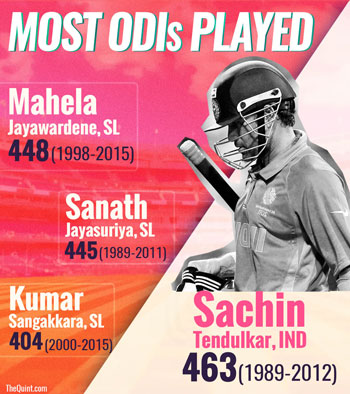 MOST ODIs PLAYED
Mahela
Jayawardene, SL
448 (1998-2015)
Sanath
Jayasuriya, SL
445 (1989-2011)
Kumar
Sangakkara, SL
404 (2000-2015)
Sachin
Tendulkar, IND
463 (1989-2012)
TheQuint.com